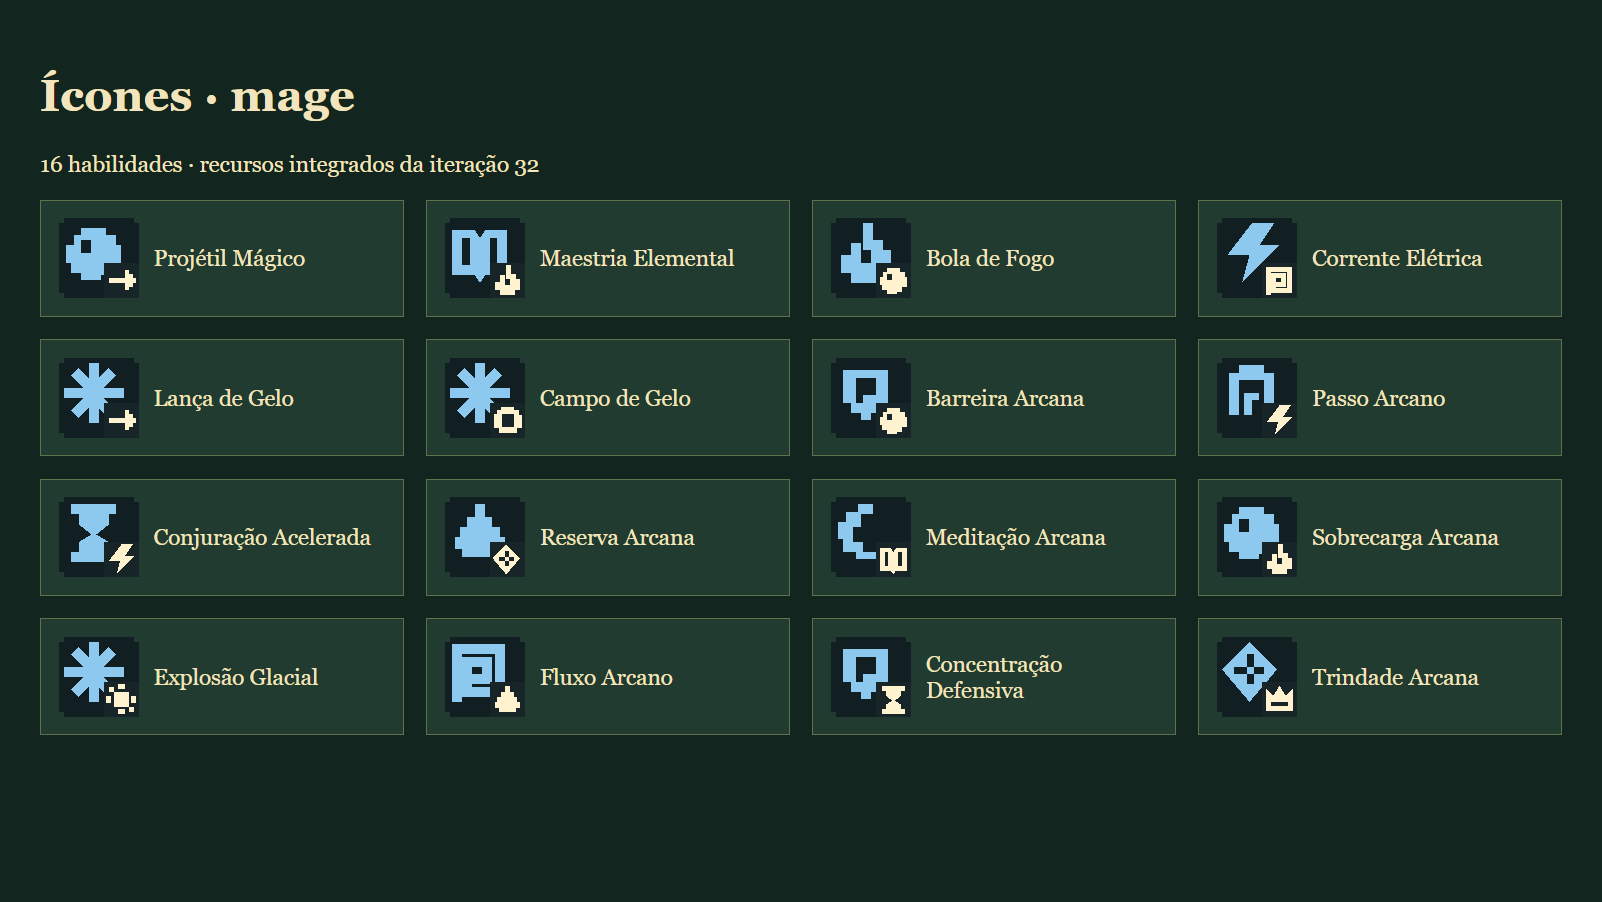 Ícones · mage
16 habilidades · recursos integrados da iteração 32
Projétil Mágico
Maestria Elemental
Bola de Fogo
Corrente Elétrica
Lança de Gelo
Campo de Gelo
Barreira Arcana
Passo Arcano
Conjuração Acelerada
Reserva Arcana
Meditação Arcana
Sobrecarga Arcana
Explosão Glacial
Fluxo Arcano
Concentração
Defensiva
Trindade Arcana